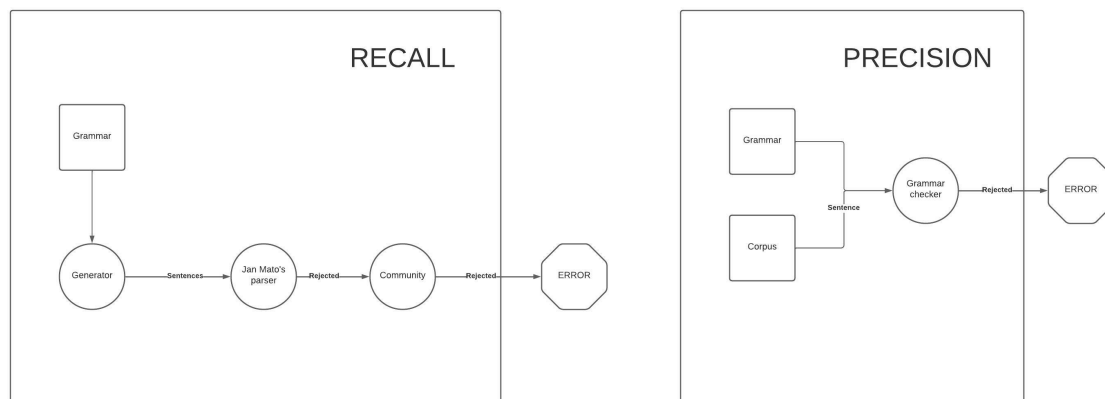 RECALL
Grammar
Generator
Sentences
Jan Mato's
parser
Rejected
Community
Rejected
ERROR
PRECISION
Grammar
Corpus
Sentence
Grammar
checker
Rejected
ERROR